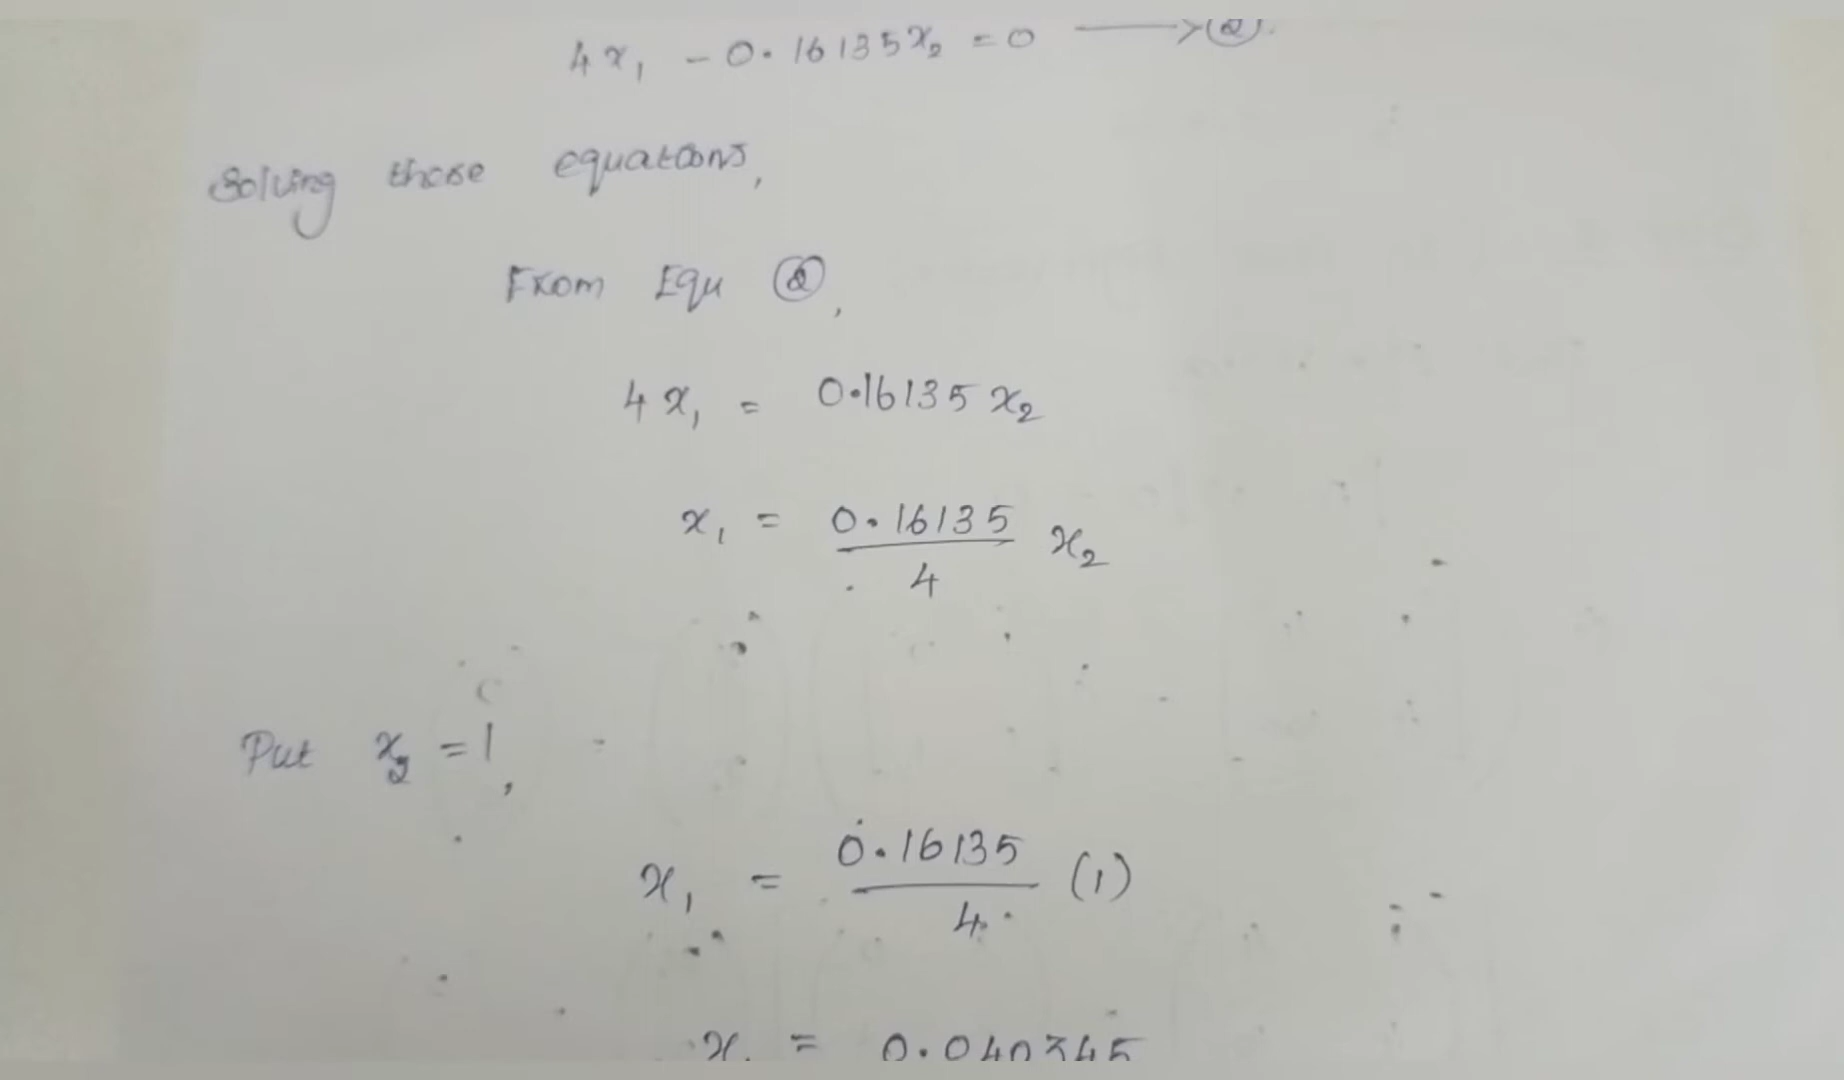 4x₁ - 0.16135x₂ = 0 ⟶ ②.
Solving these equations,
From Equ ②,
4x₁ = 0.16135 x₂
x₁ = 0.16135/4 x₂
Put x₂ = 1,
x₁ = 0.16135/4 (1)
x₁ = 0.040345